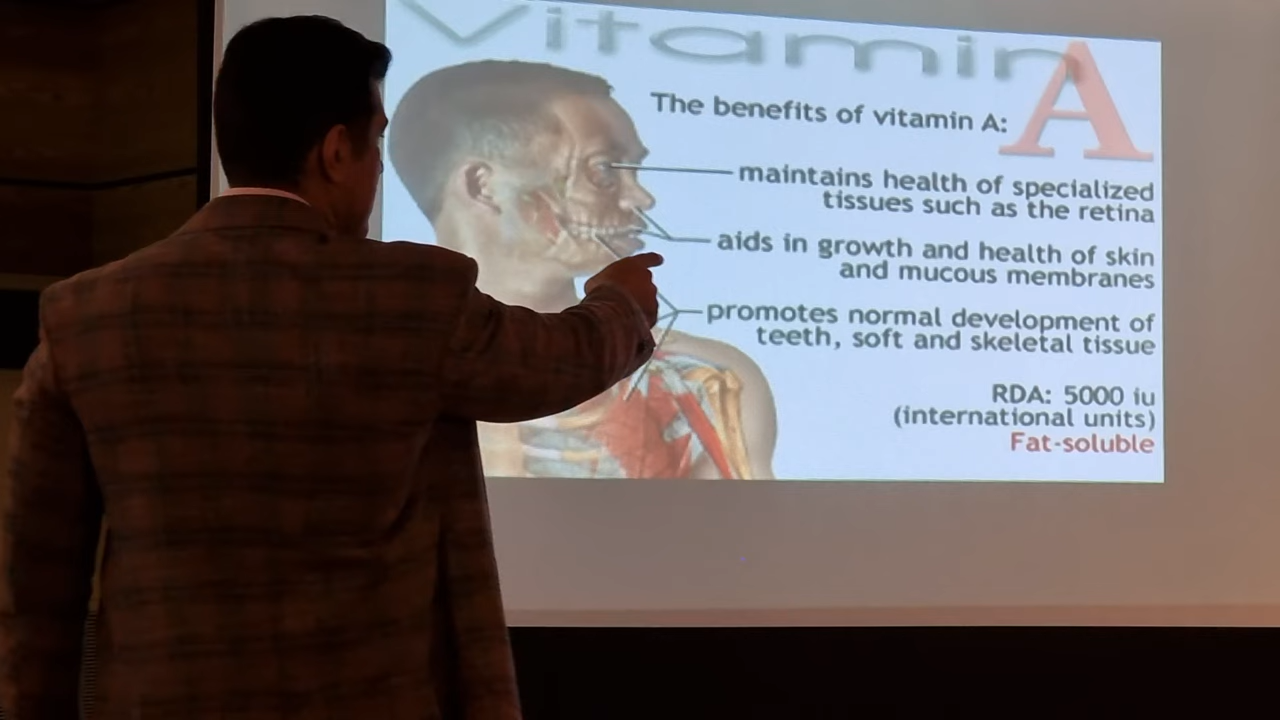 Vitamin A
The benefits of vitamin A:
maintains health of specialized
tissues such as the retina
aids in growth and health of skin
and mucous membranes
promotes normal development of
teeth, soft and skeletal tissue
RDA: 5000 iu
(international units)
Fat-soluble